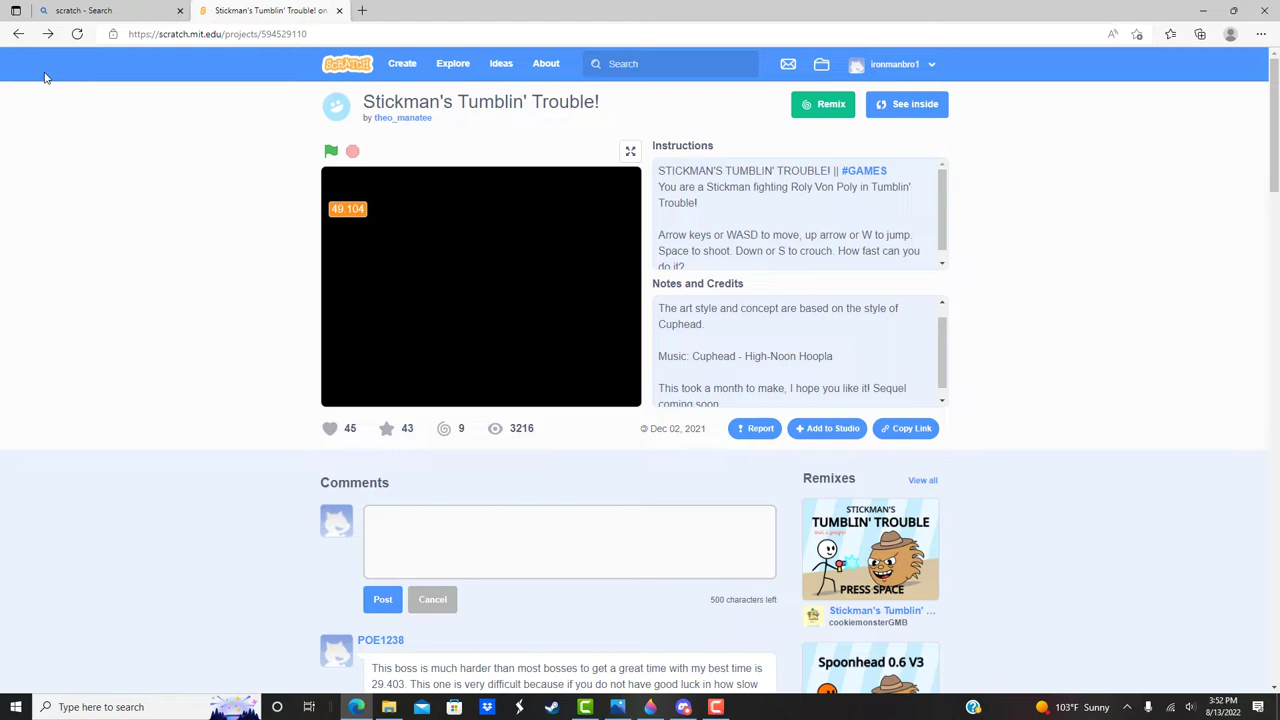 scratch - Search
Stickman's Tumblin' Trouble! on
https://scratch.mit.edu/projects/594529110
SCRATCH
Create
Explore
Ideas
About
Search
ironmanbro1
Stickman's Tumblin' Trouble!
by theo_manatee
Remix
See inside
49.104
Instructions
STICKMAN'S TUMBLIN' TROUBLE! || #GAMES
You are a Stickman fighting Roly Von Poly in Tumblin'
Trouble!
Arrow keys or WASD to move, up arrow or W to jump.
Space to shoot. Down or S to crouch. How fast can you
do it?
Notes and Credits
The art style and concept are based on the style of
Cuphead.
Music: Cuphead - High-Noon Hoopla
This took a month to make, I hope you like it! Sequel
coming soon
45
43
9
3216
© Dec 02, 2021
Report
Add to Studio
Copy Link
Comments
Post
Cancel
500 characters left
POE1238
This boss is much harder than most bosses to get a great time with my best time is
29.403. This one is very difficult because if you do not have good luck in how slow
Remixes
View all
STICKMAN'S
TUMBLIN' TROUBLE
PRESS SPACE
Stickman's Tumblin' ...
cookiemonsterGMB
Spoonhead 0.6 V3
Type here to search
103°F Sunny
3:52 PM
8/13/2022